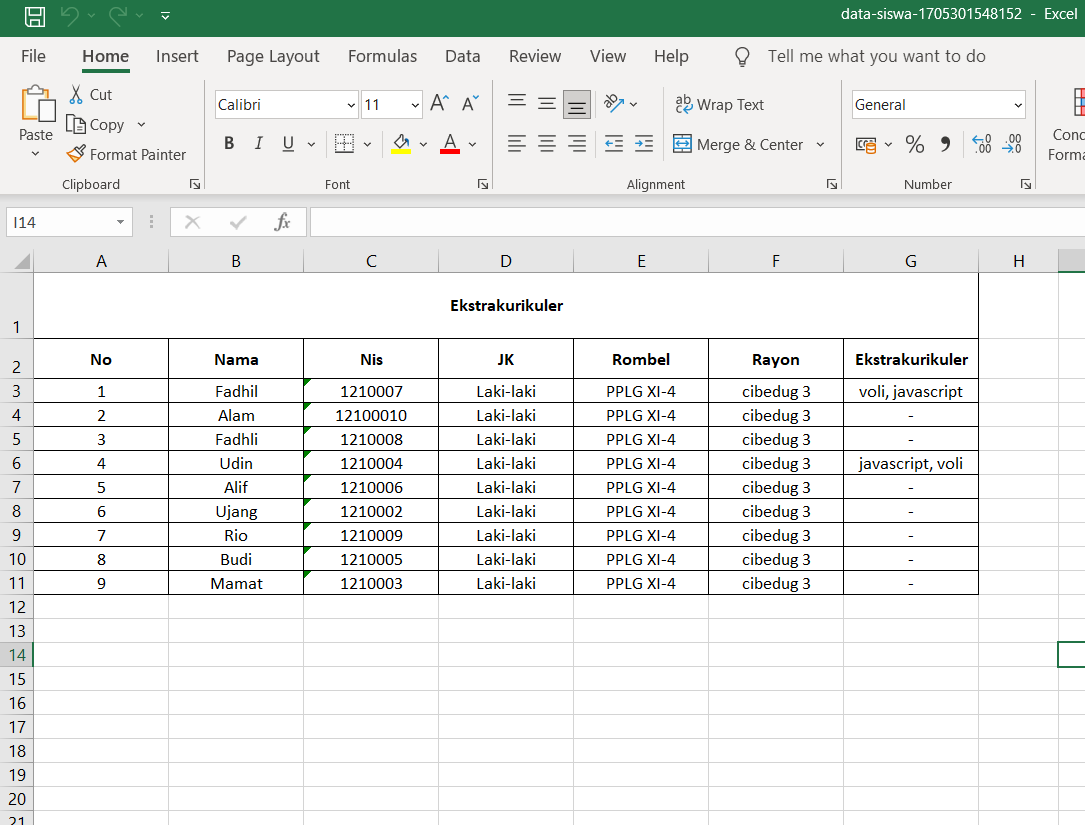 data-siswa-1705301548152 - Excel
File Home Insert Page Layout Formulas Data Review View Help Tell me what you want to do
Paste
Cut
Copy
Format Painter
Clipboard
Calibri 11 A A
B I U A
Font
ab Wrap Text
Merge & Center
Alignment
General
% 0 .00 .00 0
Number
Conc
Forma
I14 fx
A B C D E F G H
1 Ekstrakurikuler
2 No Nama Nis JK Rombel Rayon Ekstrakurikuler
3 1 Fadhil 1210007 Laki-laki PPLG XI-4 cibedug 3 voli, javascript
4 2 Alam 12100010 Laki-laki PPLG XI-4 cibedug 3 -
5 3 Fadhli 1210008 Laki-laki PPLG XI-4 cibedug 3 -
6 4 Udin 1210004 Laki-laki PPLG XI-4 cibedug 3 javascript, voli
7 5 Alif 1210006 Laki-laki PPLG XI-4 cibedug 3 -
8 6 Ujang 1210002 Laki-laki PPLG XI-4 cibedug 3 -
9 7 Rio 1210009 Laki-laki PPLG XI-4 cibedug 3 -
10 8 Budi 1210005 Laki-laki PPLG XI-4 cibedug 3 -
11 9 Mamat 1210003 Laki-laki PPLG XI-4 cibedug 3 -
12
13
14
15
16
17
18
19
20
21